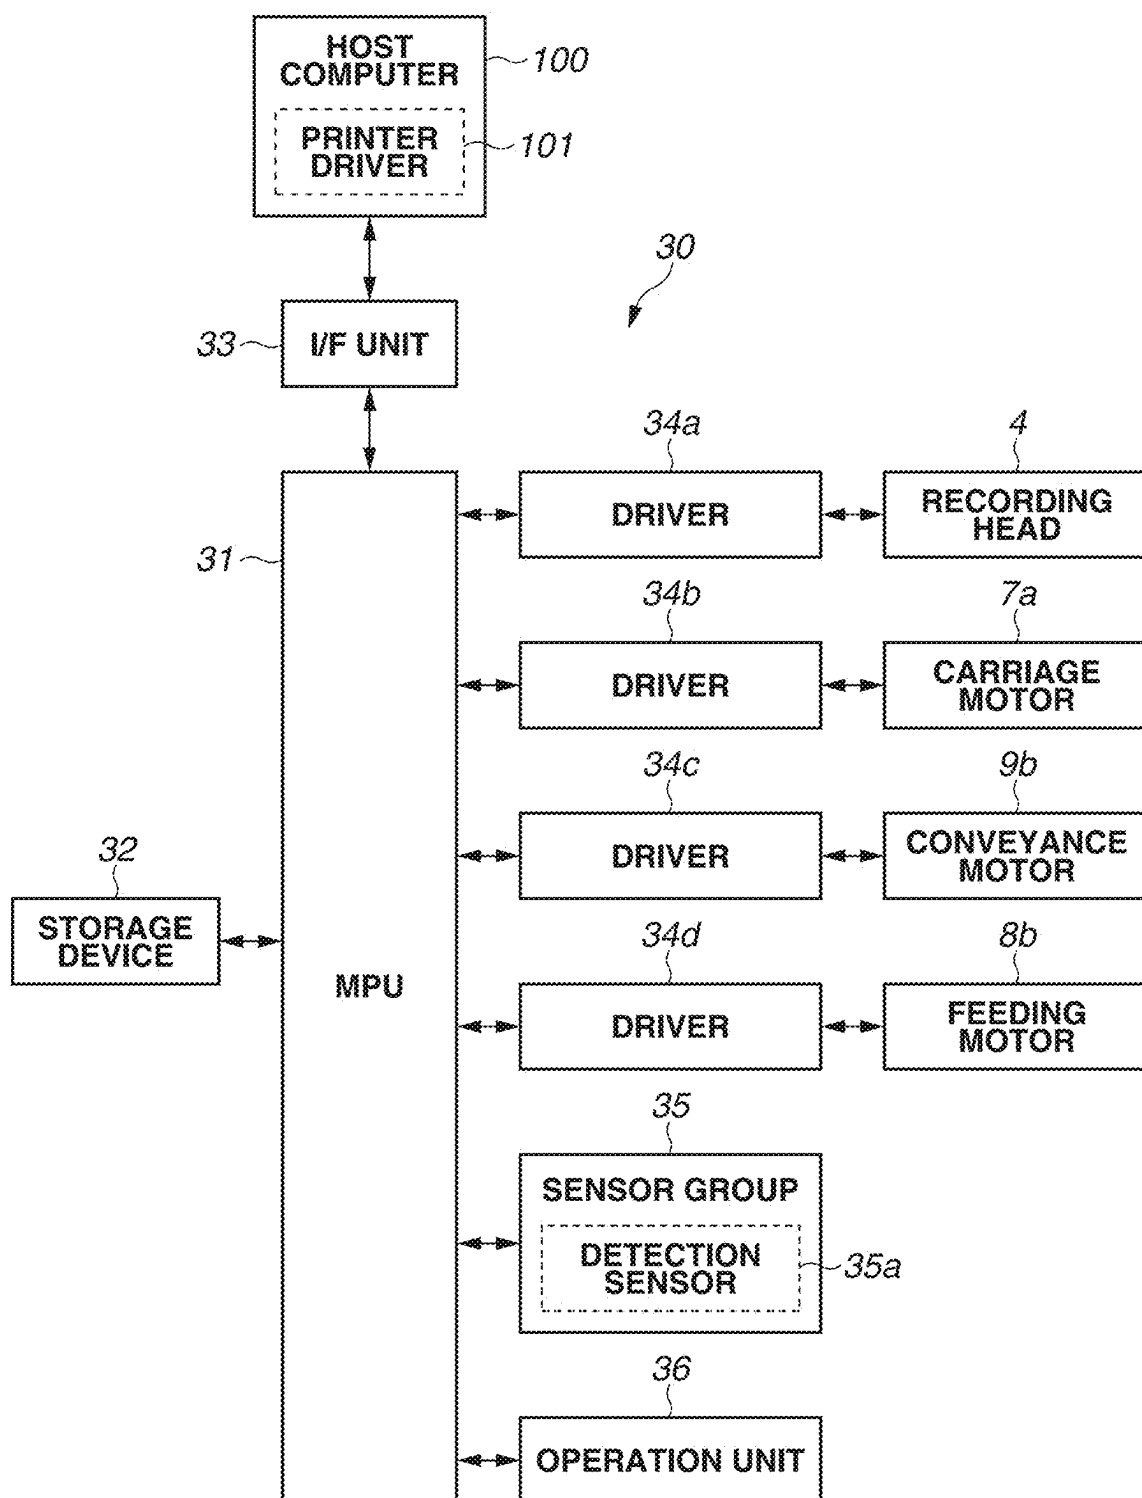 HOST
COMPUTER
100
PRINTER
DRIVER
101
30
33
I/F UNIT
34a
4
DRIVER
RECORDING
HEAD
31
34b
7a
DRIVER
CARRIAGE
MOTOR
34c
9b
DRIVER
CONVEYANCE
MOTOR
32
STORAGE
DEVICE
34d
8b
MPU
DRIVER
FEEDING
MOTOR
35
SENSOR GROUP
DETECTION
SENSOR
35a
36
OPERATION UNIT